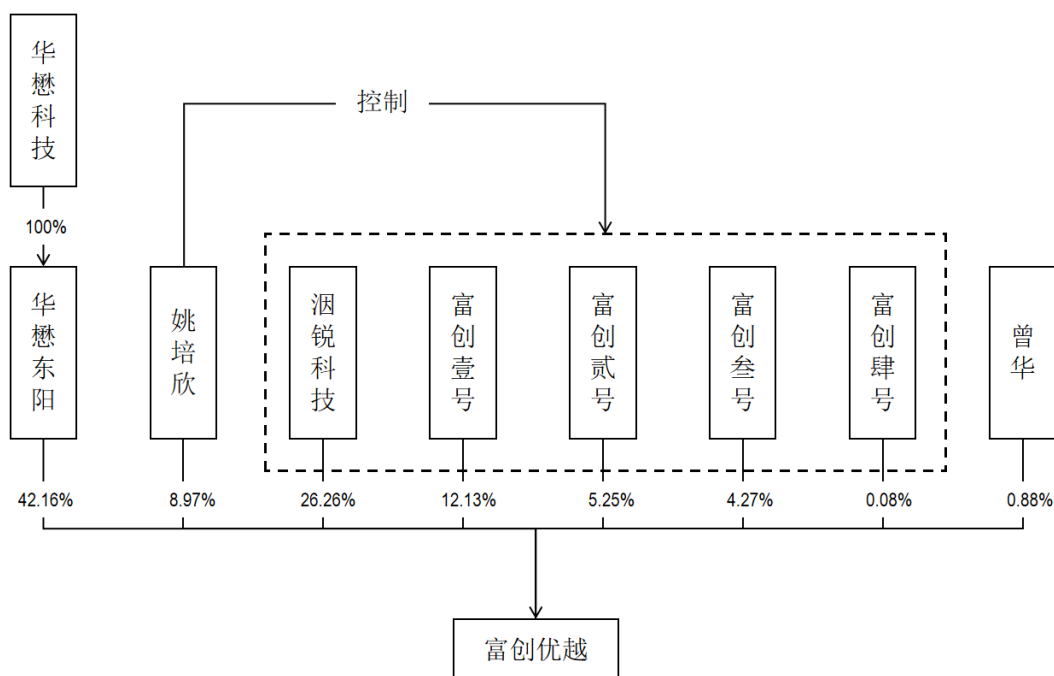 华懋科技
控制
100%
华懋东阳
姚培欣
洇锐科技
富创壹号
富创贰号
富创叁号
富创肆号
曾华
42.16%
8.97%
26.26%
12.13%
5.25%
4.27%
0.08%
0.88%
富创优越